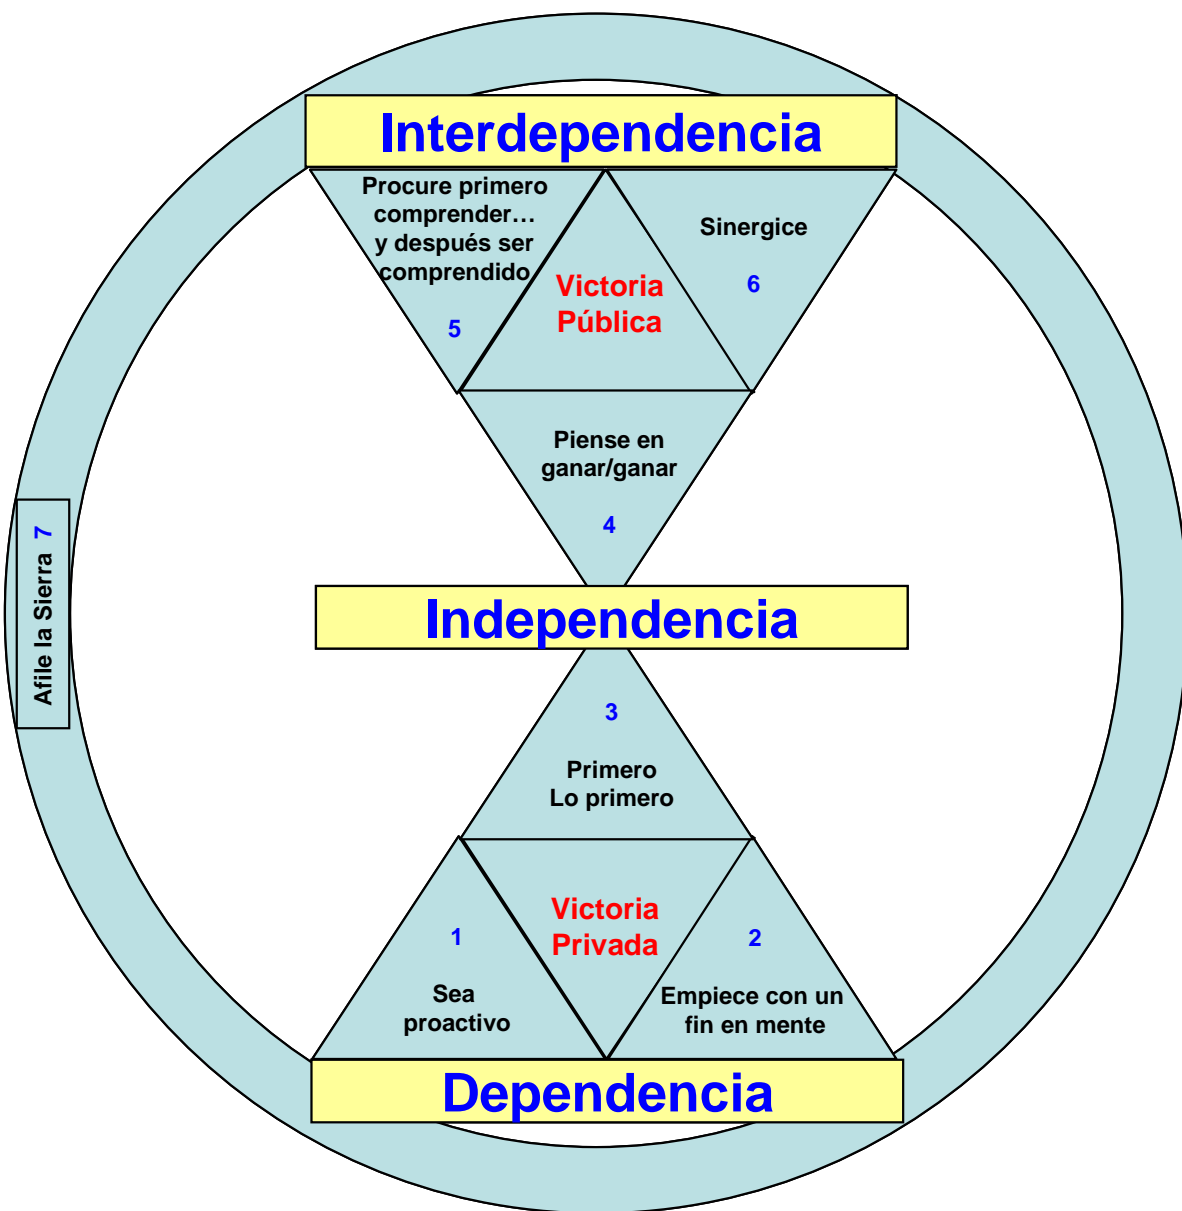 Interdependencia
Procure primero
comprender…
y después ser
comprendido
5
Victoria
Pública
Sinergice
6
Piense en
ganar/ganar
4
Afile la Sierra 7
Independencia
3
Primero
Lo primero
Victoria
Privada
1
Sea
proactivo
2
Empiece con un
fin en mente
Dependencia